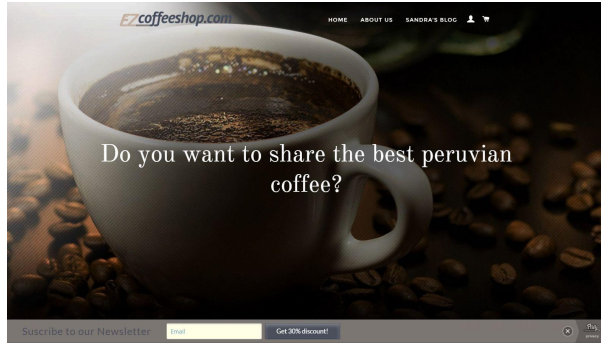 EZcoffeeshop.com
HOME ABOUT US SANDRA'S BLOG
Do you want to share the best peruvian
coffee?
Suscribe to our Newsletter Email Get 30% discount!
privacy